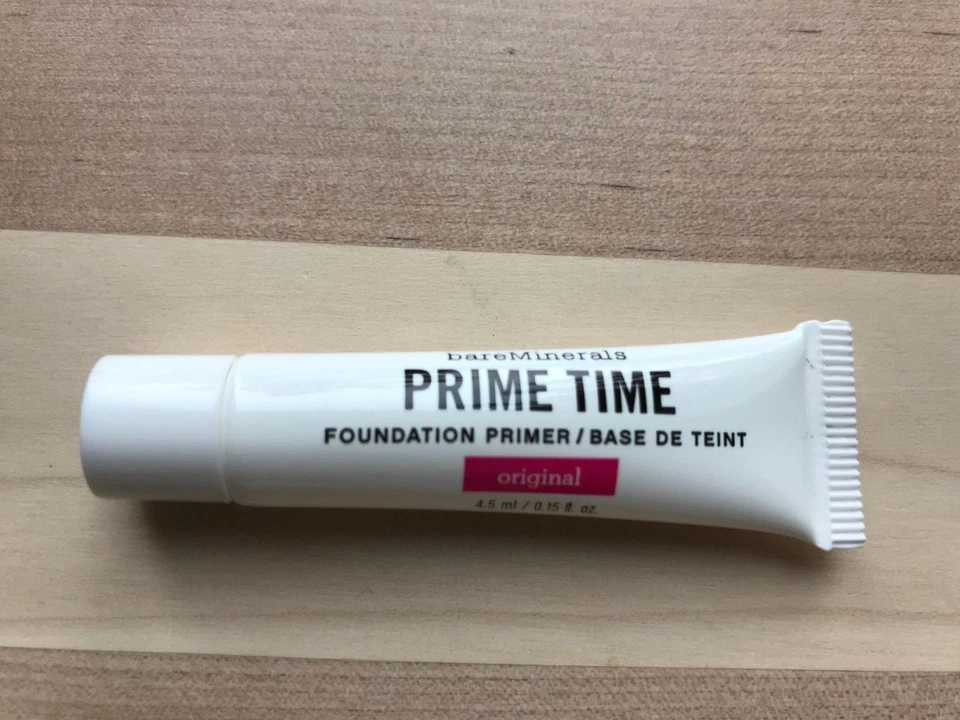 bareMinerals
PRIME TIME
FOUNDATION PRIMER / BASE DE TEINT
original
4.5 ml / 0.15 fl. oz.